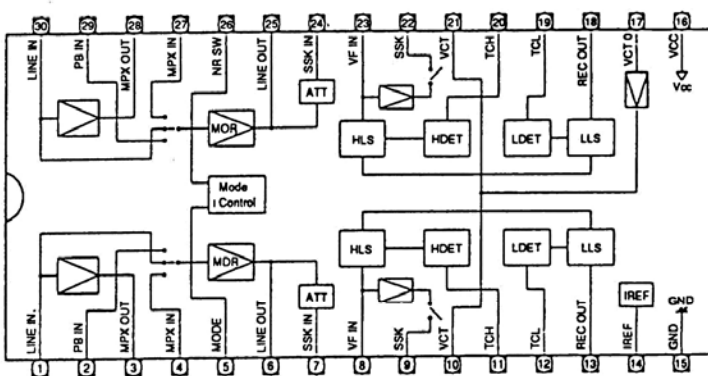 30 29 28 27 26 25 24 23 22 21 20 19 18 17 16
LINE IN PB IN MPX OUT MPX IN NR SW LINE OUT SSK IN VF IN SSK VCT TCH TCL REC OUT VCT O VCC
ATT Vcc
MOR HLS HDET LDET LLS
Mode
Control
MDR HLS HDET LDET LLS
ATT IREF GND
LINE IN. PB IN MPX OUT MPX IN MODE LINE OUT SSK IN VF IN SSK VCT TCH TCL REC OUT IREF GND
1 2 3 4 5 6 7 8 9 10 11 12 13 14 15